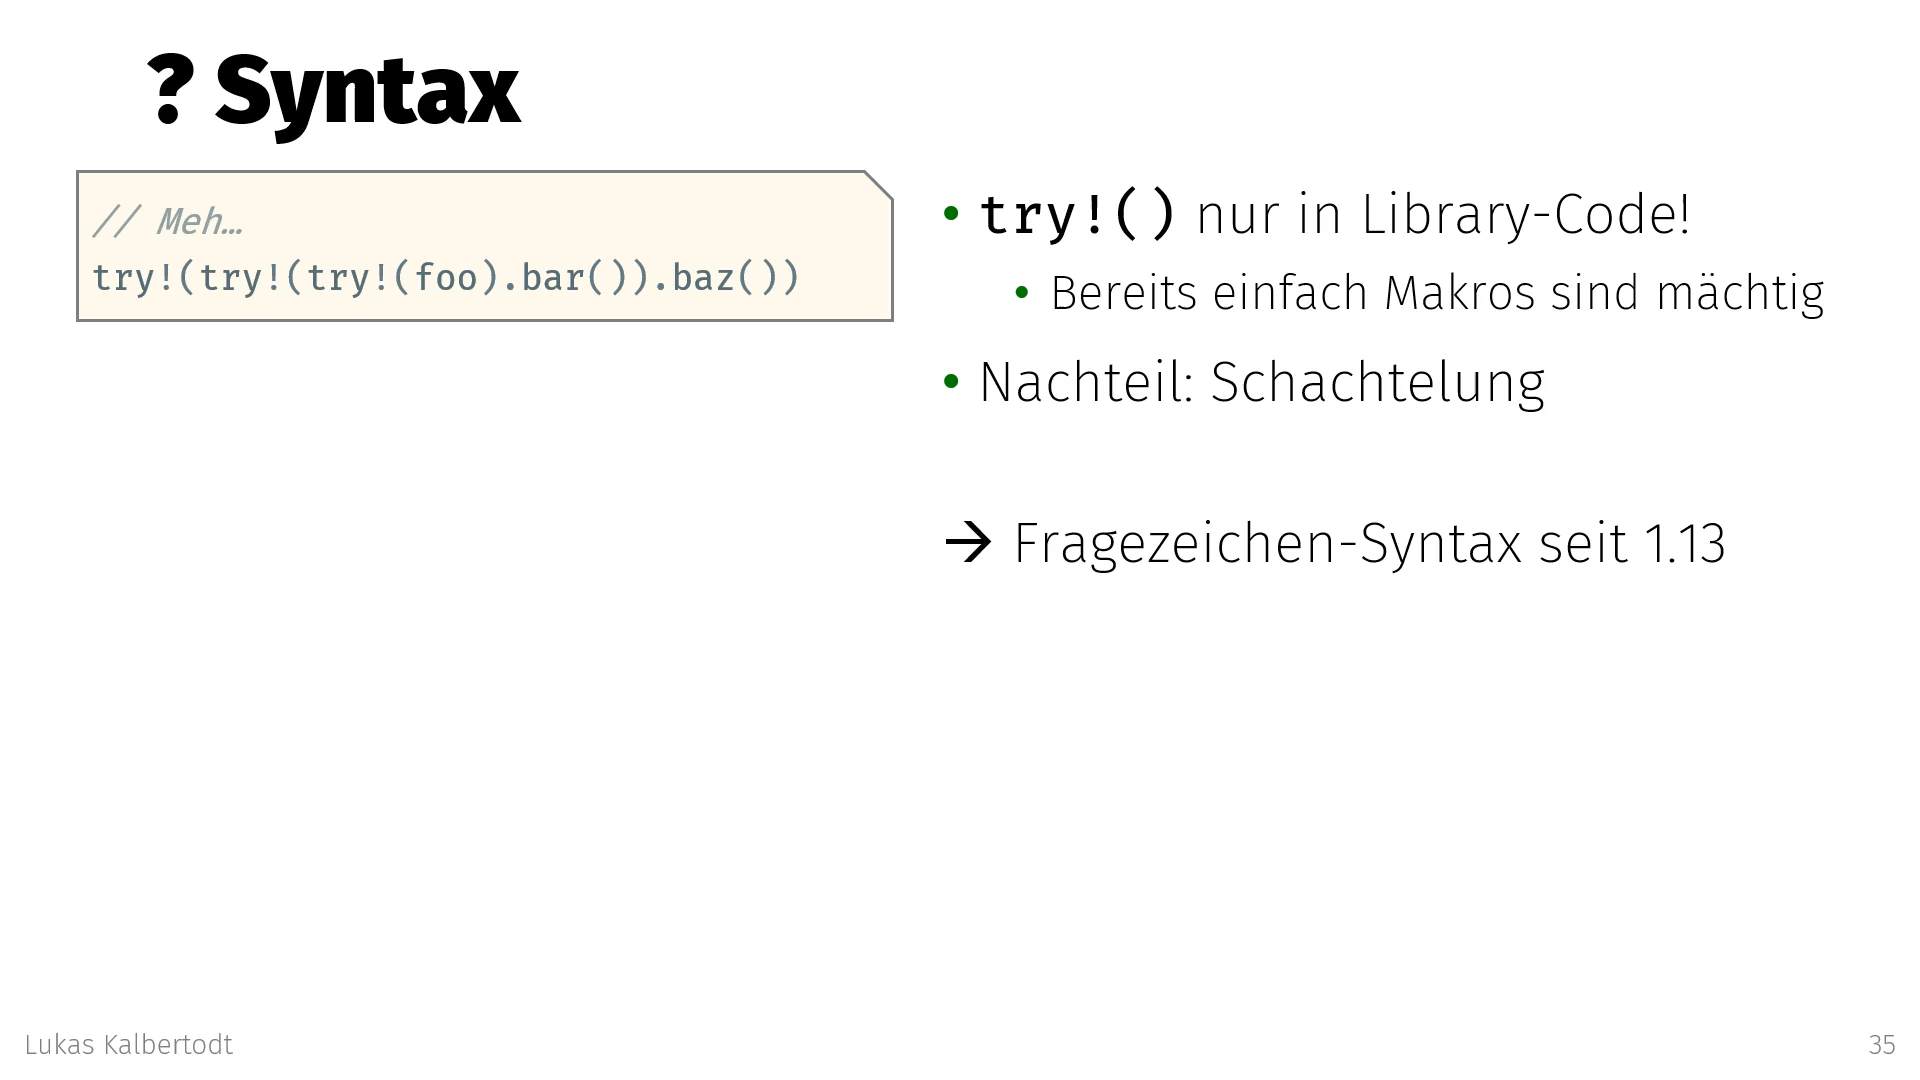 ? Syntax
// Meh…
try!(try!(try!(foo).bar()).baz())
• try!() nur in Library-Code!
• Bereits einfach Makros sind mächtig
• Nachteil: Schachtelung
→ Fragezeichen-Syntax seit 1.13
Lukas Kalbertodt
35